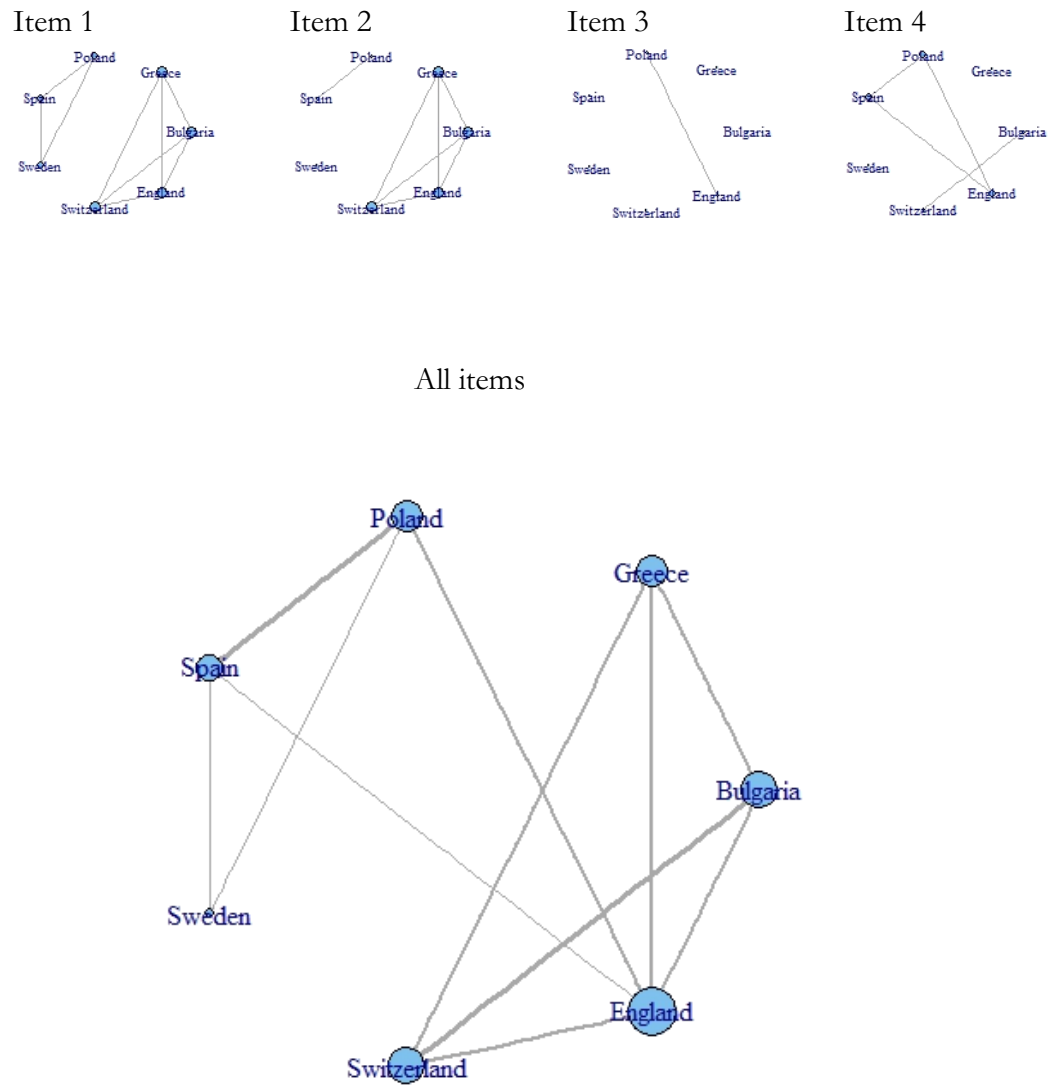 Item 1
Item 2
Item 3
Item 4
Poland
Greece
Spain
Bulgaria
Sweden
England
Switzerland
Poland
Greece
Spain
Bulgaria
Sweden
England
Switzerland
Poland
Greece
Spain
Bulgaria
Sweden
England
Switzerland
Poland
Greece
Spain
Bulgaria
Sweden
England
Switzerland
All items
Poland
Greece
Spain
Bulgaria
Sweden
England
Switzerland